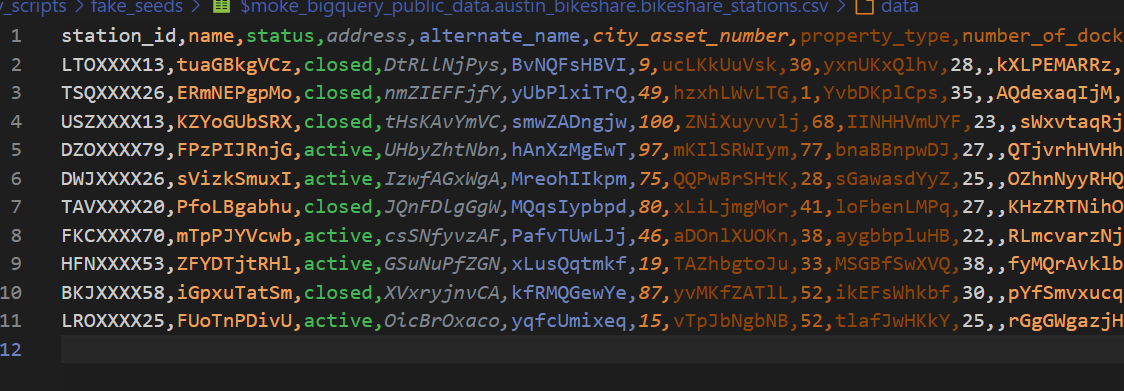 _scripts > fake_seeds > $moke_bigquery_public_data.austin_bikeshare.bikeshare_stations.csv > data
1 station_id,name,status,address,alternate_name,city_asset_number,property_type,number_of_dock
2 LTOXXXX13,tuaGBkgVCz,closed,DtRLlNjPys,BvNQFsHBVI,9,ucLKkUuVsk,30,yxnUKxQlhv,28,,kXLPEMARRz,
3 TSQXXXX26,ERmNEPgpMo,closed,nmZIEFFjfY,yUbPlxiTrQ,49,hzxhLWvLTG,1,YvbDKplCps,35,,AQdexaqIjM,
4 USZXXXX13,KZYoGUbSRX,closed,tHsKAvYmVC,smwZADngjw,100,ZNiXuyvvlj,68,IINHHVmUYF,23,,sWxvtaqRj
5 DZOXXXX79,FPzPIJRnjG,active,UHbyZhtNbn,hAnXzMgEwT,97,mKIlSRWIym,77,bnaBBnpwDJ,27,,QTjvrhHVHh
6 DWJXXXX26,sVizkSmuxI,active,IzwfAGxWgA,MreohIIkpm,75,QQPwBrSHtK,28,sGawasdYyZ,25,,OZhnNyyRHQ
7 TAVXXXX20,PfoLBgabhu,closed,JQnFDlgGgW,MQqsIypbpd,80,xLiLjmgMor,41,loFbenLMPq,27,,KHzZRTNihO
8 FKCXXXX70,mTpPJYVcwb,active,csSNfyvzAF,PafvTUwLJj,46,aDOnlXUOKn,38,aygbbpluHB,22,,RLmcvarzNj
9 HFNXXXX53,ZFYDTjtRHl,active,GSuNuPfZGN,xLusQqtmkf,19,TAZhbgtoJu,33,MSGBfSwXVQ,38,,fyMQrAvklb
10 BKJXXXX58,iGpxuTatSm,closed,XVxryjnvCA,kfRMQGewYe,87,yvMKfZATlL,52,ikEFsWhkbf,30,,pYfSmvxucq
11 LROXXXX25,FUoTnPDivU,active,OicBrOxaco,yqfcUmixeq,15,vTpJbNgbNB,52,tlafJwHKkY,25,,rGgGWgazjH
12